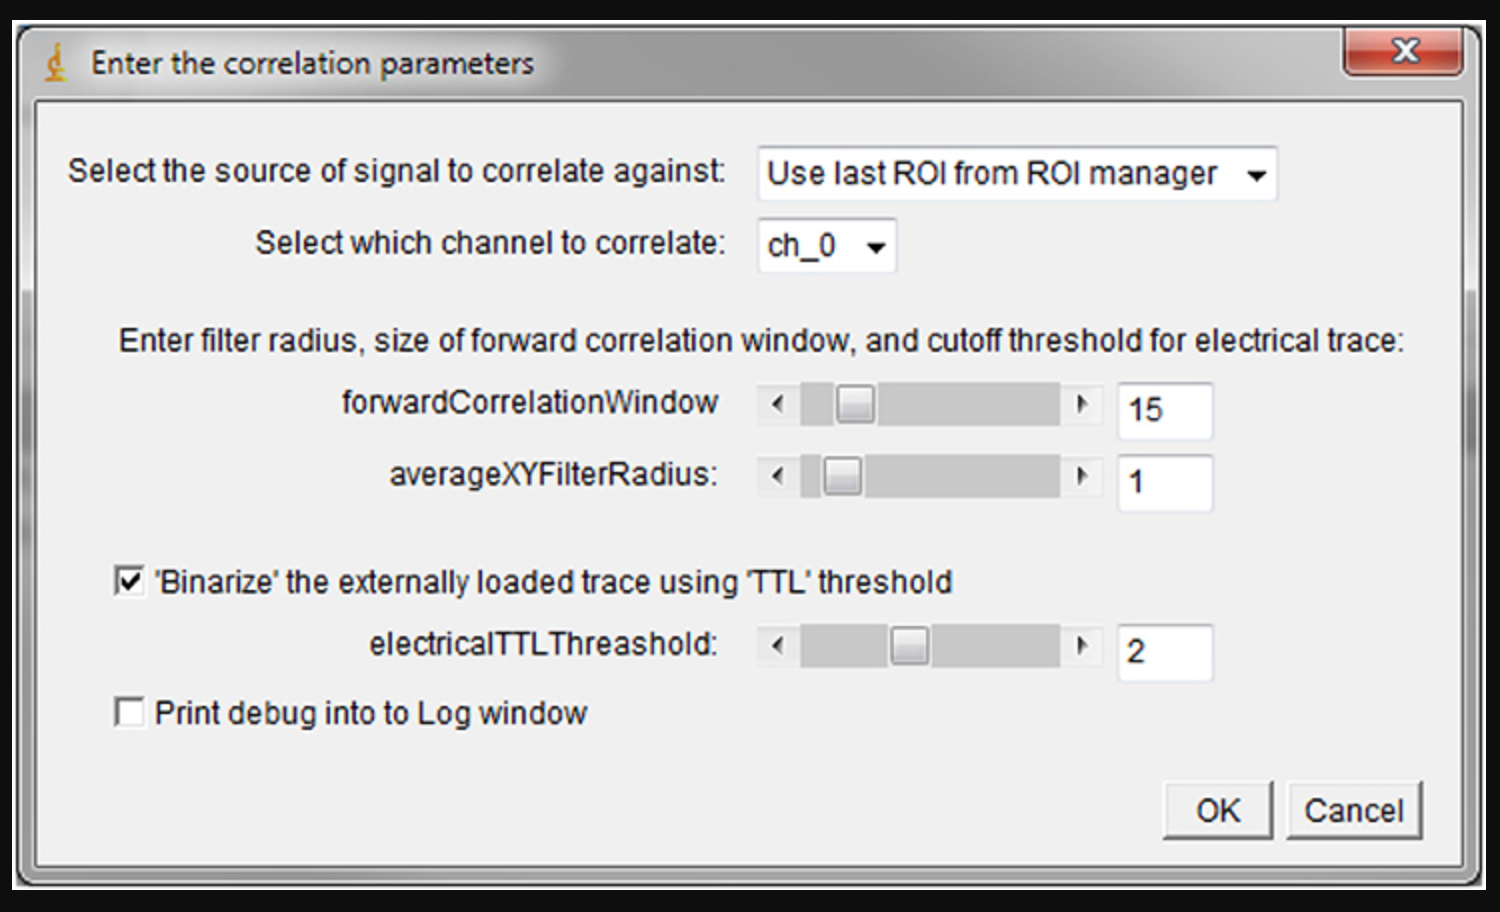 Enter the correlation parameters
Select the source of signal to correlate against: Use last ROI from ROI manager
Select which channel to correlate: ch_0
Enter filter radius, size of forward correlation window, and cutoff threshold for electrical trace:
forwardCorrelationWindow 15
averageXYFilterRadius: 1
'Binarize' the externally loaded trace using 'TTL' threshold
electricalTTLThreashold: 2
Print debug into to Log window
OK Cancel